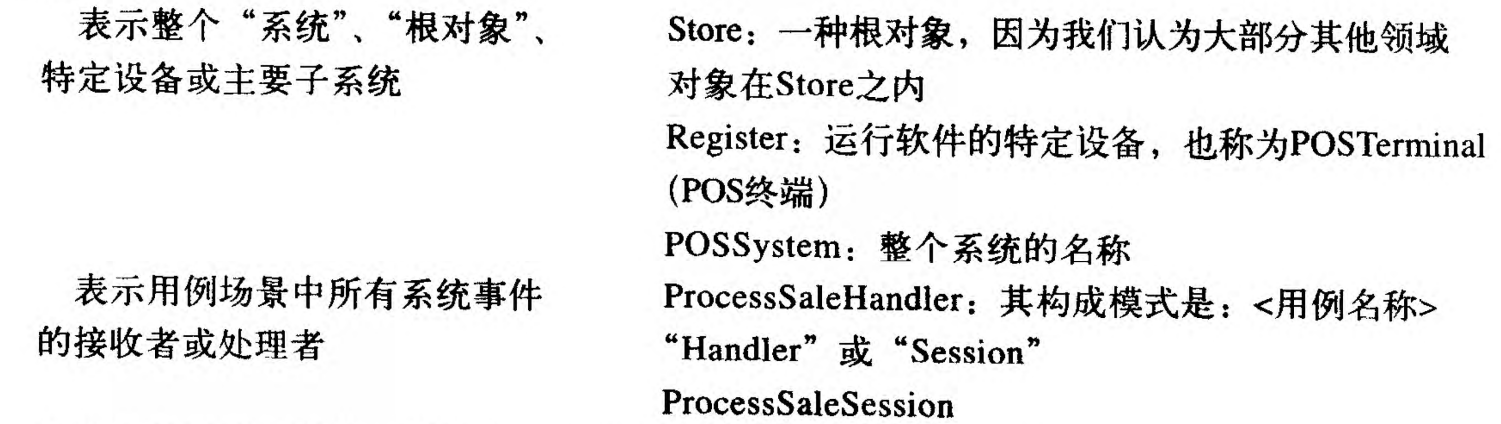 表示整个“系统”、“根对象”、
特定设备或主要子系统
Store：一种根对象，因为我们认为大部分其他领域
对象在Store之内
Register：运行软件的特定设备，也称为POSTerminal
(POS终端)
POSSystem：整个系统的名称
表示用例场景中所有系统事件
的接收者或处理者
ProcessSaleHandler：其构成模式是：<用例名称>
“Handler”或“Session”
ProcessSaleSession